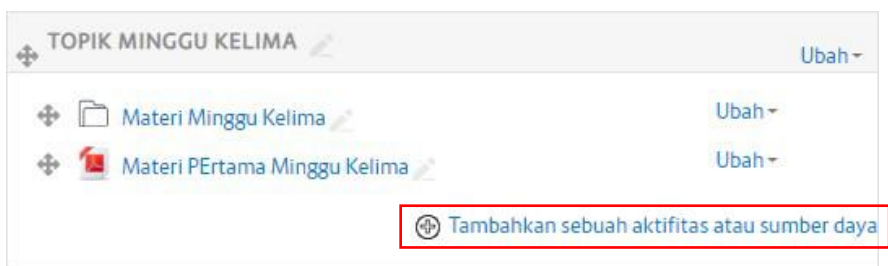 TOPIK MINGGU KELIMA
Ubah
Materi Minggu Kelima
Ubah
Materi PErtama Minggu Kelima
Ubah
Tambahkan sebuah aktifitas atau sumber daya